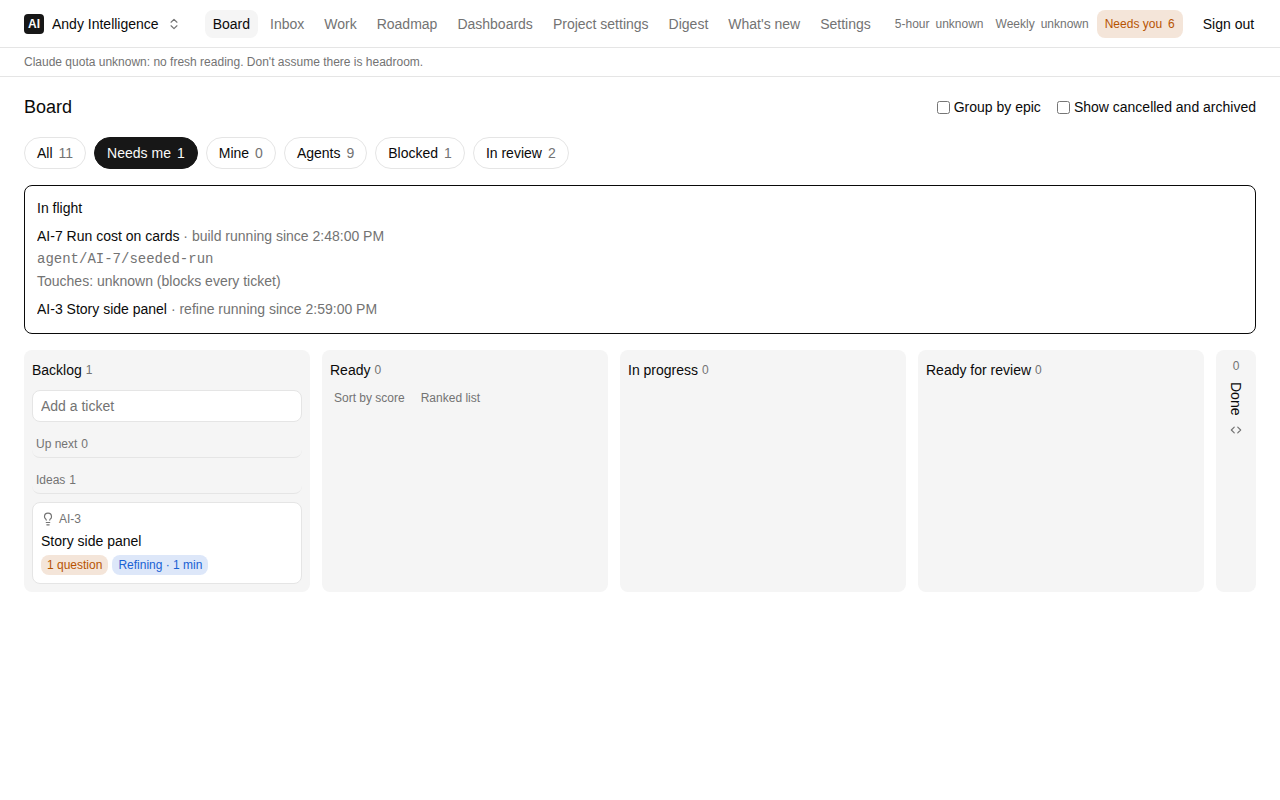 AI Andy Intelligence Board Inbox Work Roadmap Dashboards Project settings Digest What's new Settings 5-hour unknown Weekly unknown Needs you 6 Sign out
Claude quota unknown: no fresh reading. Don't assume there is headroom.
Board Group by epic Show cancelled and archived
All 11 Needs me 1 Mine 0 Agents 9 Blocked 1 In review 2
In flight
AI-7 Run cost on cards · build running since 2:48:00 PM
agent/AI-7/seeded-run
Touches: unknown (blocks every ticket)
AI-3 Story side panel · refine running since 2:59:00 PM
Backlog 1
Add a ticket
Up next 0
Ideas 1
AI-3
Story side panel
1 question Refining · 1 min
Ready 0
Sort by score Ranked list
In progress 0
Ready for review 0
0
Done